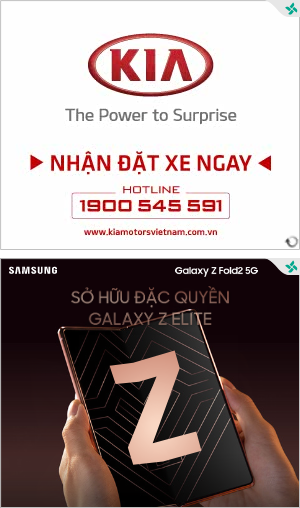 KIA
The Power to Surprise
NHẬN ĐẶT XE NGAY
HOTLINE
1900 545 591
www.kiamotorsvietnam.com.vn
SAMSUNG
Galaxy Z Fold2 5G
SỞ HỮU ĐẶC QUYỀN
GALAXY Z ELITE
Z